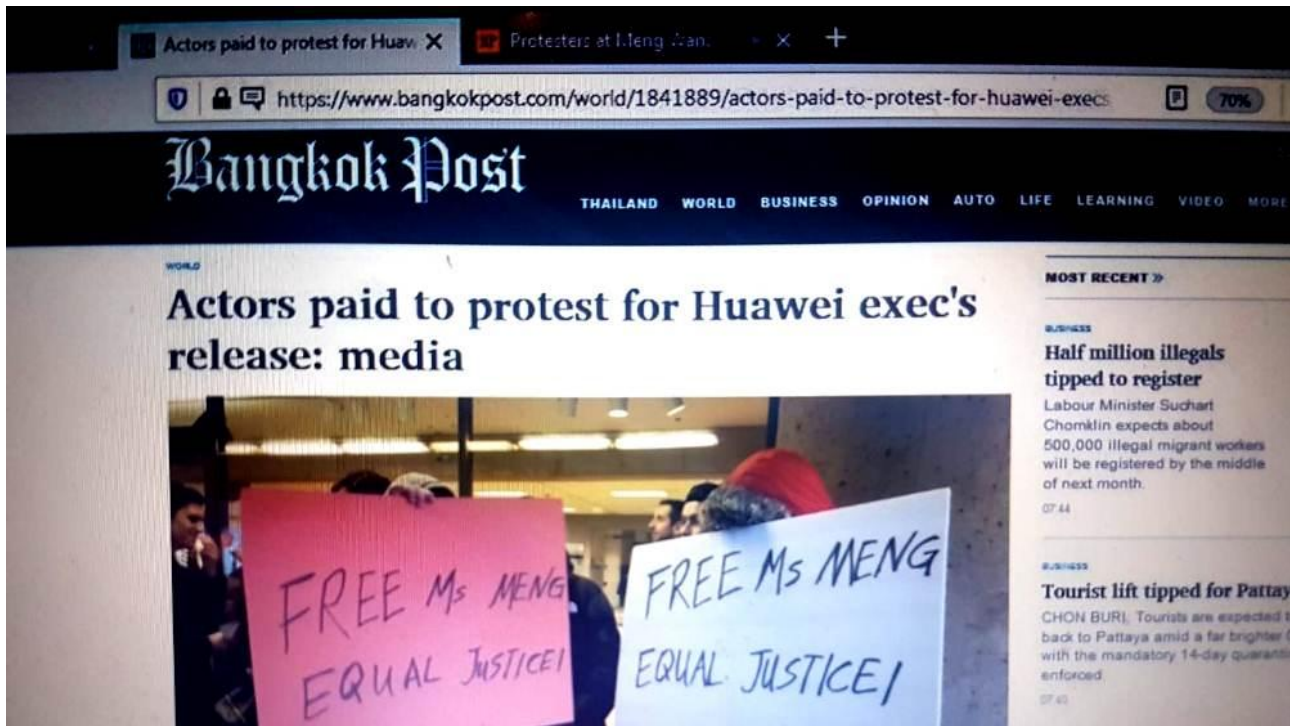 Actors paid to protest for Huaw
Protesters at Meng Wan
https://www.bangkokpost.com/world/1841889/actors-paid-to-protest-for-huawei-execs
70%
Bangkok Post
THAILAND WORLD BUSINESS OPINION AUTO LIFE LEARNING VIDEO MORE
WORLD
Actors paid to protest for Huawei exec's
release: media
FREE Ms MENG
EQUAL JUSTICE!
FREE Ms MENG
EQUAL JUSTICE!
MOST RECENT »
BUSINESS
Half million illegals
tipped to register
Labour Minister Suchart
Chomklin expects about
500,000 illegal migrant workers
will be registered by the middle
of next month.
07:44
BUSINESS
Tourist lift tipped for Pattay
CHON BURI: Tourists are expected
back to Pattaya amid a far brighter
with the mandatory 14-day quaranti
enforced.